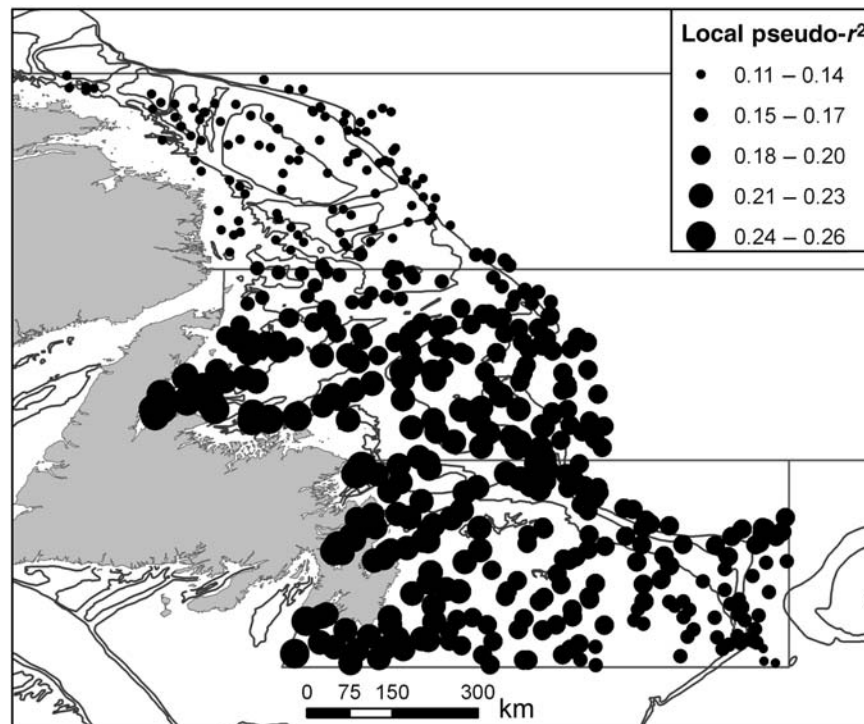 Local pseudo-r²
0.11 – 0.14
0.15 – 0.17
0.18 – 0.20
0.21 – 0.23
0.24 – 0.26
0 75 150 300
km